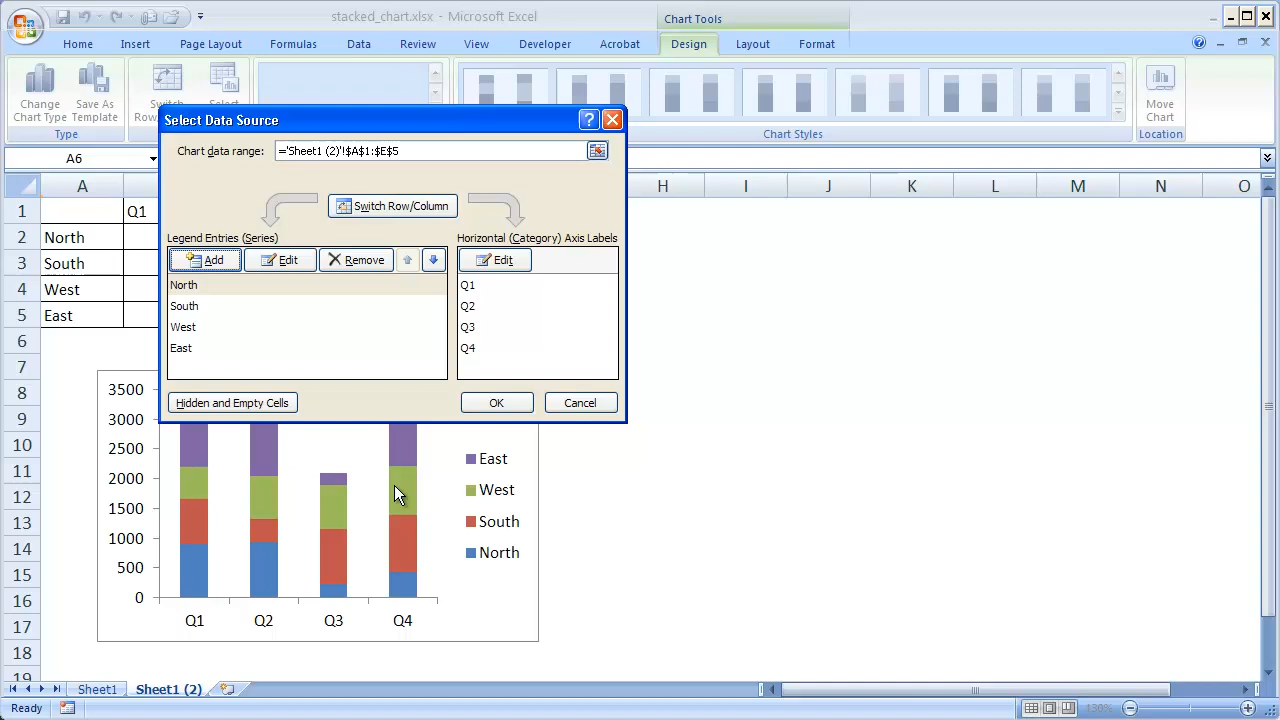 stacked_chart.xlsx - Microsoft Excel
Chart Tools
Home Insert Page Layout Formulas Data Review View Developer Acrobat Design Layout Format
Change Chart Type
Save As Template
Switch
Select
Move Chart
Type
Chart Styles
Location
A6
Select Data Source
Chart data range: ='Sheet1 (2)'!$A$1:$E$5
Switch Row/Column
Legend Entries (Series)
Horizontal (Category) Axis Labels
Add Edit Remove
Edit
North
South
West
East
Q1
Q2
Q3
Q4
Hidden and Empty Cells
OK Cancel
A H I J K L M N O
1 Q1
2 North
3 South
4 West
5 East
6
7
8
9
10
11
12
13
14
15
16
17
18
19
3500
3000
2500
2000
1500
1000
500
0
Q1 Q2 Q3 Q4
East
West
South
North
Sheet1 Sheet1 (2)
Ready
130%